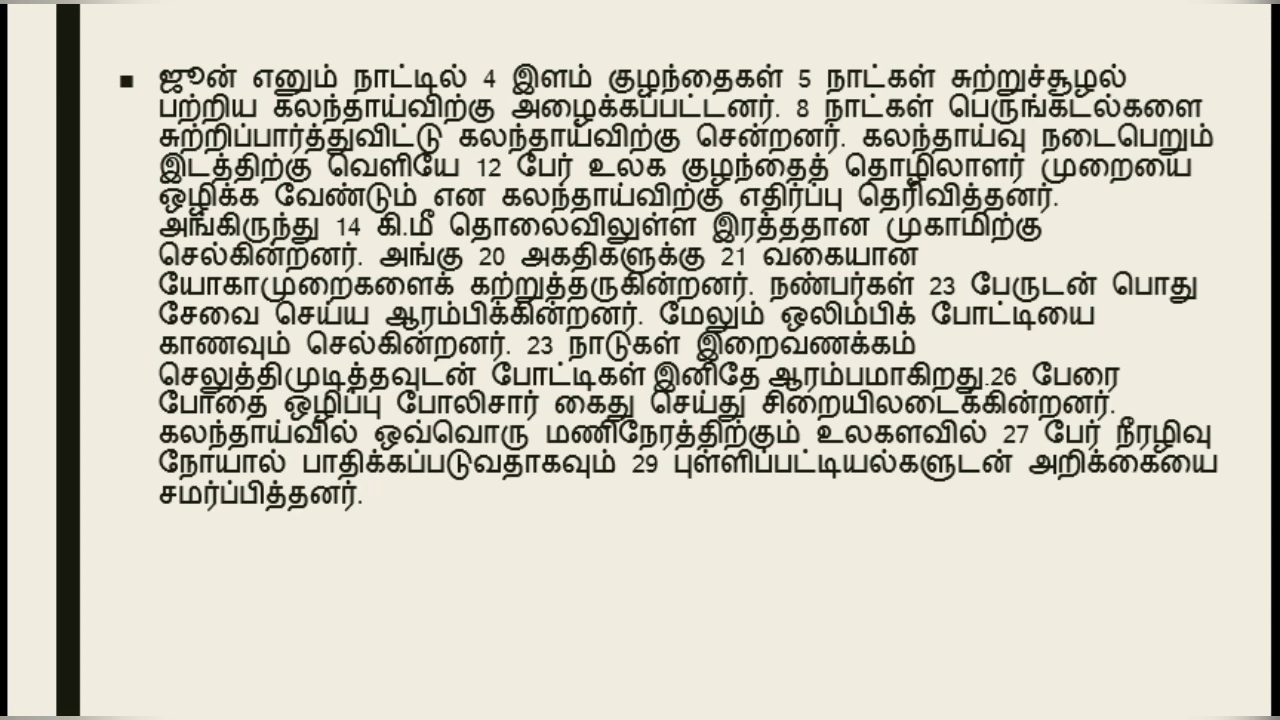 ஜூன் எனும் நாட்டில் 4 இளம் குழந்தைகள் 5 நாட்கள் சுற்றுச்சூழல்
பற்றிய கலந்தாய்விற்கு அழைக்கப்பட்டனர். 8 நாட்கள் பெருங்கடல்களை
சுற்றிப்பார்த்துவிட்டு கலந்தாய்விற்கு சென்றனர். கலந்தாய்வு நடைபெறும்
இடத்திற்கு வெளியே 12 பேர் உலக குழந்தைத் தொழிலாளர் முறையை
ஒழிக்க வேண்டும் என கலந்தாய்விற்கு எதிர்ப்பு தெரிவித்தனர்.
அங்கிருந்து 14 கி.மீ தொலைவிலுள்ள இரத்ததான முகாமிற்கு
செல்கின்றனர். அங்கு 20 அகதிகளுக்கு 21 வகையான
யோகாமுறைகளைக் கற்றுத்தருகின்றனர். நண்பர்கள் 23 பேருடன் பொது
சேவை செய்ய ஆரம்பிக்கின்றனர். மேலும் ஒலிம்பிக் போட்டியை
காணவும் செல்கின்றனர். 23 நாடுகள் இறைவணக்கம்
செலுத்திமுடித்தவுடன் போட்டிகள் இனிதே ஆரம்பமாகிறது.26 பேரை
போதை ஒழிப்பு போலிசார் கைது செய்து சிறையிலடைக்கின்றனர்.
கலந்தாய்வில் ஒவ்வொரு மணிநேரத்திற்கும் உலகளவில் 27 பேர் நீரழிவு
நோயால் பாதிக்கப்படுவதாகவும் 29 புள்ளிப்பட்டியல்களுடன் அறிக்கையை
சமர்ப்பித்தனர்.